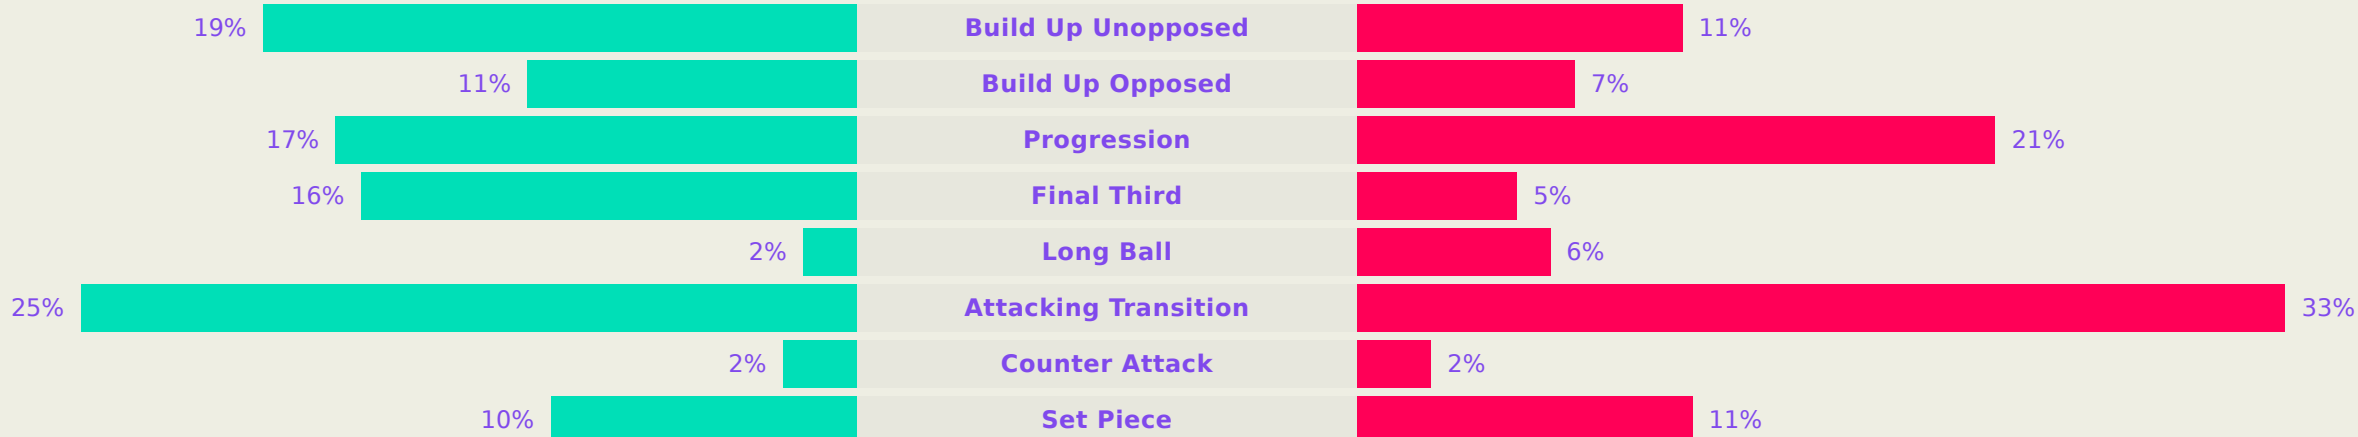 19% Build Up Unopposed 11%
11% Build Up Opposed 7%
17% Progression 21%
16% Final Third 5%
2% Long Ball 6%
25% Attacking Transition 33%
2% Counter Attack 2%
10% Set Piece 11%